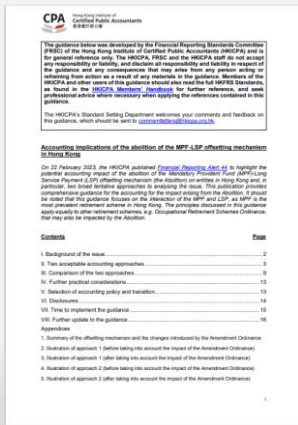 CPA
Hong Kong Institute of
Certified Public Accountants
香港會計師公會
The guidance below was developed by the Financial Reporting Standards Committee
(FRSC) of the Hong Kong Institute of Certified Public Accountants (HKICPA) and is
for general reference only. The HKICPA, FRSC and the HKICPA staff do not accept
any responsibility or liability, and disclaim all responsibility and liability in respect of
the guidance and any consequences that may arise from any person acting or
refraining from action as a result of any materials in the guidance. Members of the
HKICPA and other users of this guidance should also read the full HKFRS Standards,
as found in the HKICPA Members' Handbook for further reference, and seek
professional advice where necessary when applying the references contained in this
guidance.
The HKICPA's Standard Setting Department welcomes your comments and feedback on
this guidance, which should be sent to commentletters@hkicpa.org.hk.
Accounting implications of the abolition of the MPF-LSP offsetting mechanism
in Hong Kong
On 22 February 2023, the HKICPA published Financial Reporting Alert 44 to highlight the
potential accounting impact of the abolition of the Mandatory Provident Fund (MPF)-Long
Service Payment (LSP) offsetting mechanism (the Abolition) on entities in Hong Kong and, in
particular, two broad tentative approaches to analysing the issue. This publication provides
comprehensive guidance for the accounting for the impact arising from the Abolition. It should
be noted that this guidance focuses on the interaction of the MPF and LSP, as MPF is the
most prevalent retirement scheme in Hong Kong. The principles discussed in this guidance
apply equally to other retirement schemes, e.g. Occupational Retirement Schemes Ordinance,
that may also be impacted by the Abolition.
Contents Page
I. Background of the issue 2
II. Two acceptable accounting approaches 3
III. Comparison of the two approaches 9
IV. Further practical considerations 13
V. Selection of accounting policy and transition 13
VI. Disclosures 14
VII. Time to implement the guidance 15
VIII. Further update to the guidance 16
Appendices
1. Summary of the offsetting mechanism and the changes introduced by the Amendment Ordinance
2. Illustration of approach 1 (before taking into account the impact of the Amendment Ordinance)
3. Illustration of approach 1 (after taking into account the impact of the Amendment Ordinance)
4. Illustration of approach 2 (before taking into account the impact of the Amendment Ordinance)
5. Illustration of approach 2 (after taking into account the impact of the Amendment Ordinance)
1